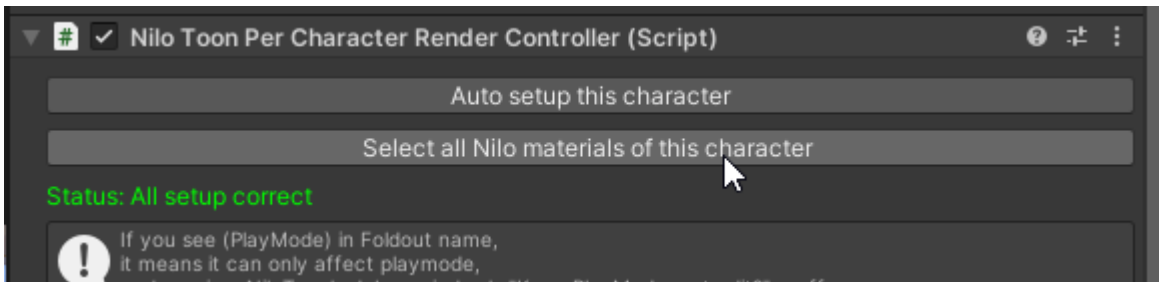 # Nilo Toon Per Character Render Controller (Script)
Auto setup this character
Select all Nilo materials of this character
Status: All setup correct
If you see (PlayMode) in Foldout name,
it means it can only affect playmode,